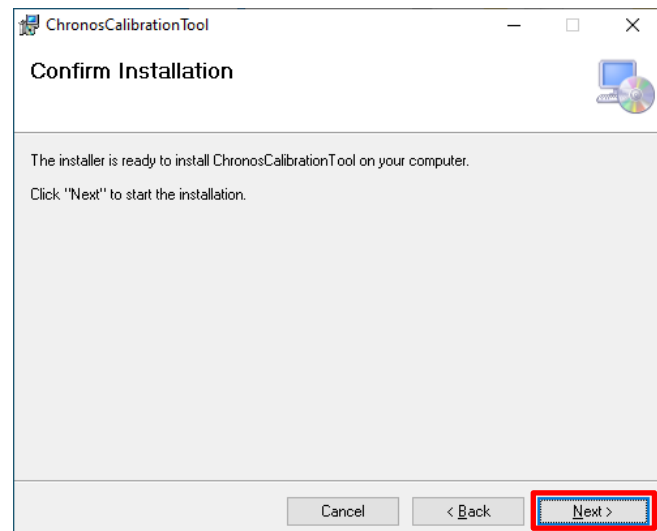 ChronosCalibrationTool
Confirm Installation
The installer is ready to install ChronosCalibrationTool on your computer.
Click "Next" to start the installation.
Cancel
< Back
Next >